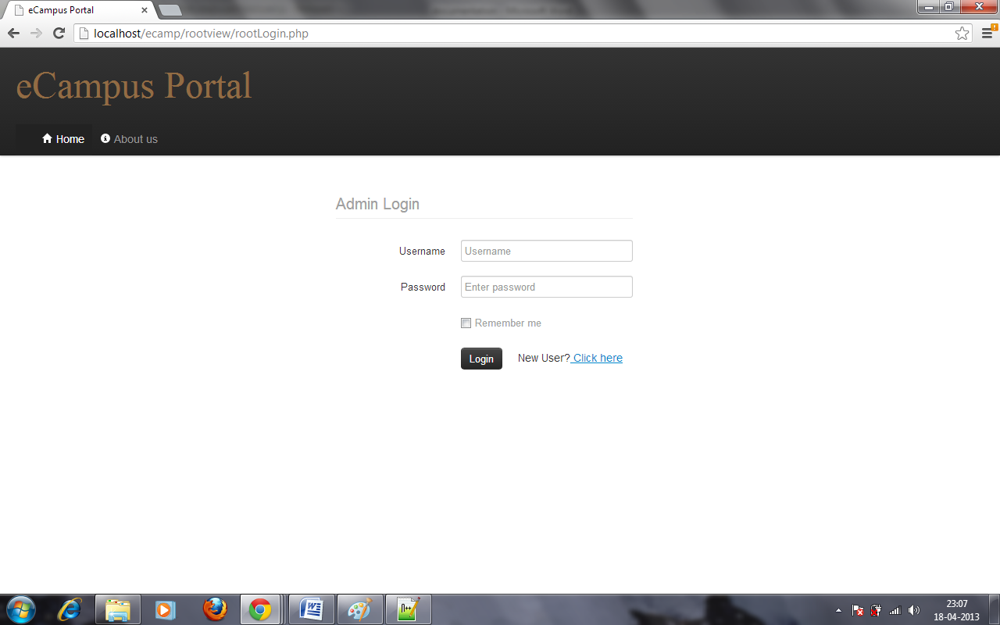 eCampus Portal
localhost/ecamp/rootview/rootLogin.php
eCampus Portal
Home About us
Admin Login
Username Username
Password Enter password
Remember me
Login New User? Click here
23:07
18-04-2013